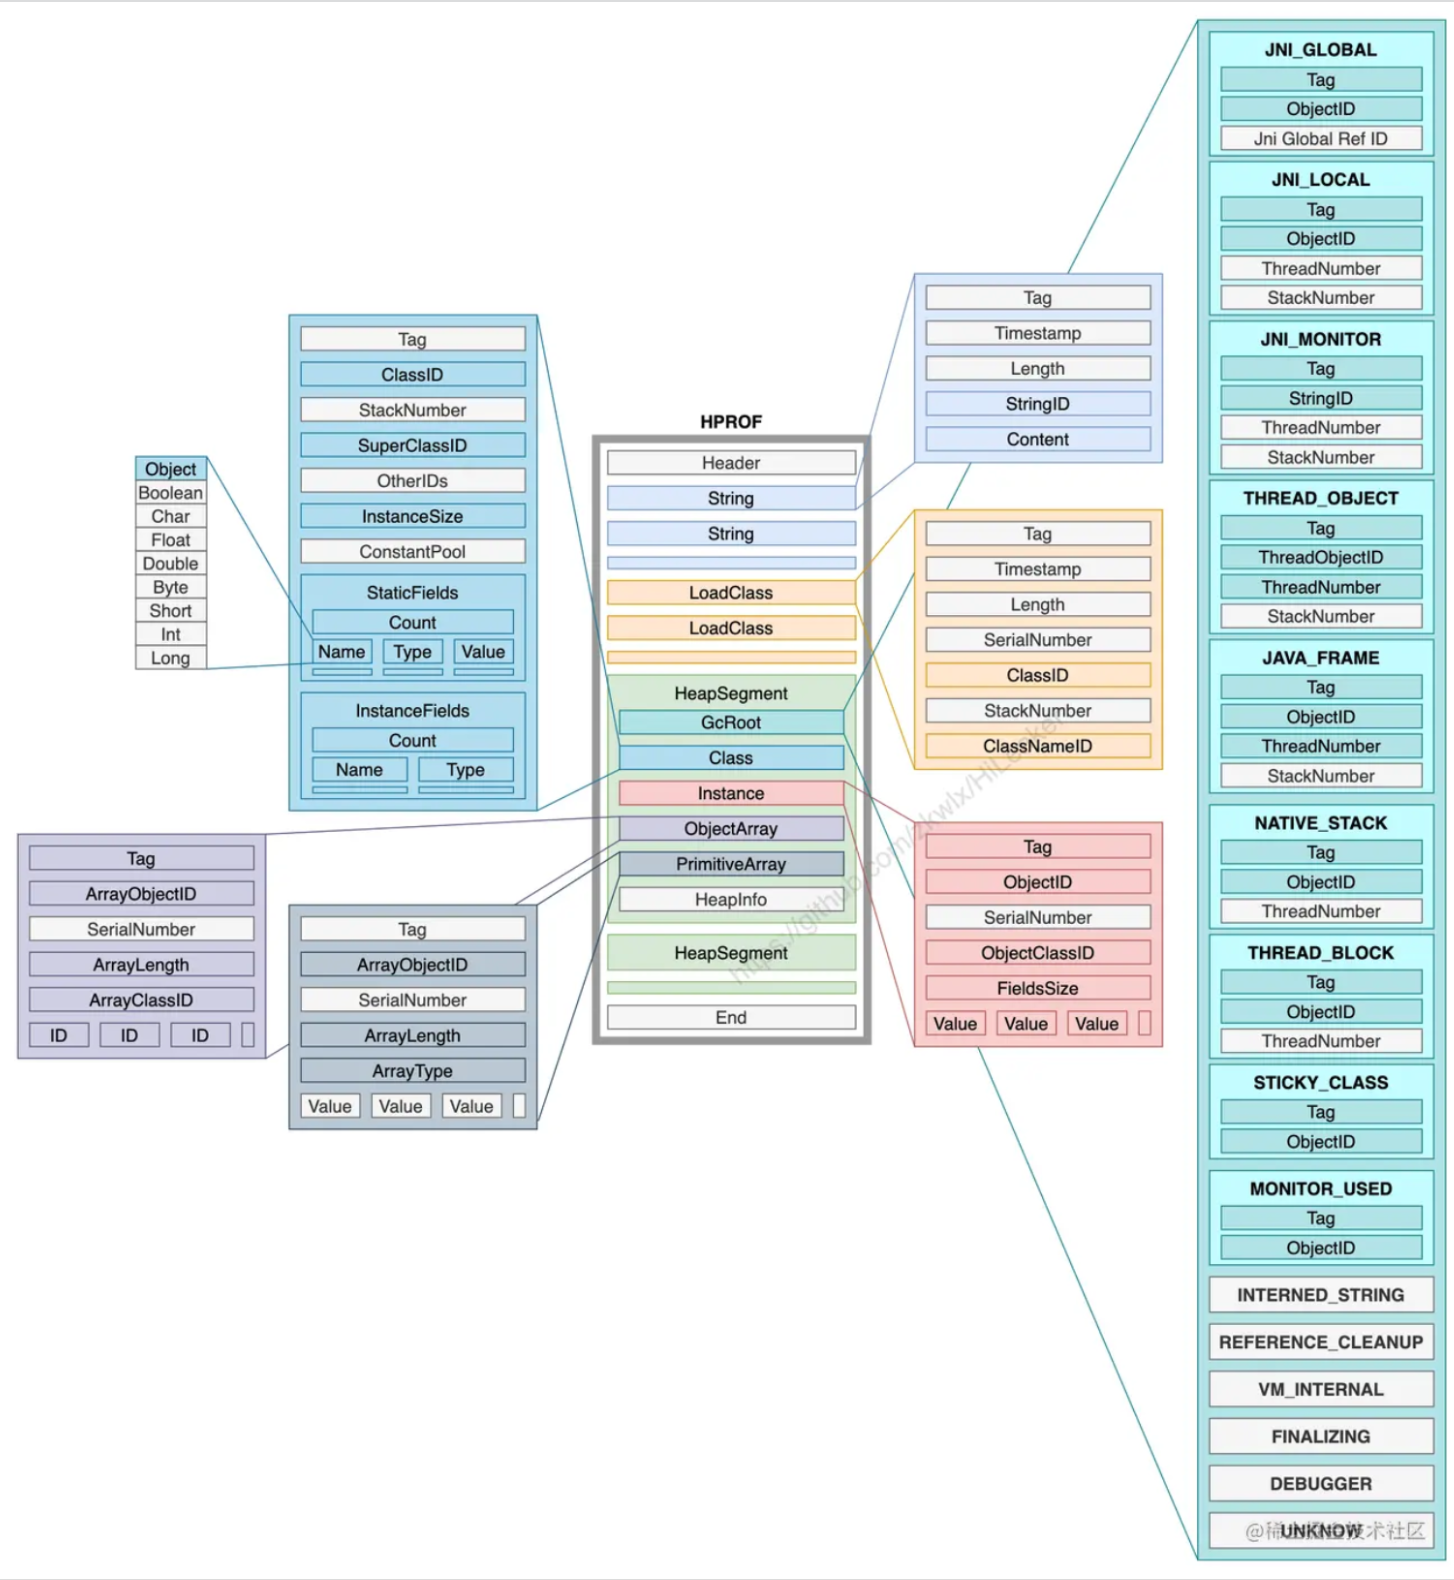 HPROF
Header
String
String
LoadClass
LoadClass
HeapSegment
GcRoot
Class
Instance
ObjectArray
PrimitiveArray
HeapInfo
HeapSegment
End
Object
Boolean
Char
Float
Double
Byte
Short
Int
Long
Tag
ClassID
StackNumber
SuperClassID
OtherIDs
InstanceSize
ConstantPool
StaticFields
Count
Name Type Value
InstanceFields
Count
Name Type
Tag
ArrayObjectID
SerialNumber
ArrayLength
ArrayClassID
ID ID ID
Tag
ArrayObjectID
SerialNumber
ArrayLength
ArrayType
Value Value Value
Tag
Timestamp
Length
StringID
Content
Tag
Timestamp
Length
SerialNumber
ClassID
StackNumber
ClassNameID
Tag
ObjectID
SerialNumber
ObjectClassID
FieldsSize
Value Value Value
JNI_GLOBAL
Tag
ObjectID
Jni Global Ref ID
JNI_LOCAL
Tag
ObjectID
ThreadNumber
StackNumber
JNI_MONITOR
Tag
StringID
ThreadNumber
StackNumber
THREAD_OBJECT
Tag
ThreadObjectID
ThreadNumber
StackNumber
JAVA_FRAME
Tag
ObjectID
ThreadNumber
StackNumber
NATIVE_STACK
Tag
ObjectID
ThreadNumber
THREAD_BLOCK
Tag
ObjectID
ThreadNumber
STICKY_CLASS
Tag
ObjectID
MONITOR_USED
Tag
ObjectID
INTERNED_STRING
REFERENCE_CLEANUP
VM_INTERNAL
FINALIZING
DEBUGGER
UNKNOW